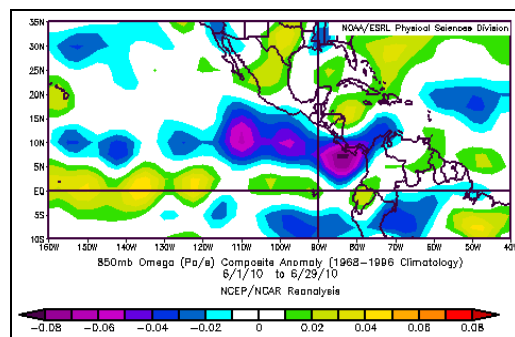 NOAA/ESRL Physical Sciences Division
35N
30N
25N
20N
15N
10N
5N
EQ
5S
10S
160W 150W 140W 130W 120W 110W 100W 90W 80W 70W 60W 50W 40W
850mb Omega (Pa/s) Composite Anomaly (1968-1996 Climatology)
6/1/10 to 6/29/10
NCEP/NCAR Reanalysis
-0.08 -0.06 -0.04 -0.02 0 0.02 0.04 0.06 0.08